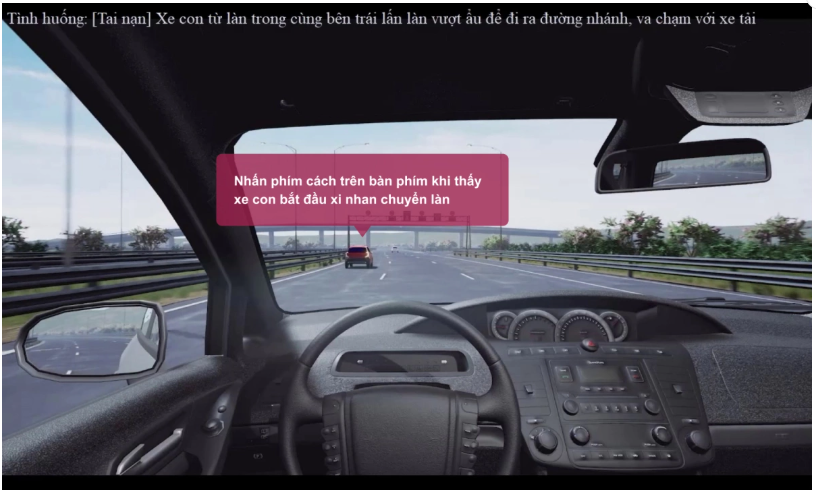 Tình huống: [Tai nạn] Xe con từ làn trong cùng bên trái lấn làn vượt ẩu để đi ra đường nhánh, va chạm với xe tải
Nhấn phím cách trên bàn phím khi thấy
xe con bắt đầu xi nhan chuyển làn